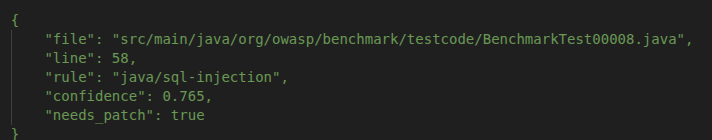 {
"file": "src/main/java/org/owasp/benchmark/testcode/BenchmarkTest00008.java",
"line": 58,
"rule": "java/sql-injection",
"confidence": 0.765,
"needs_patch": true
}